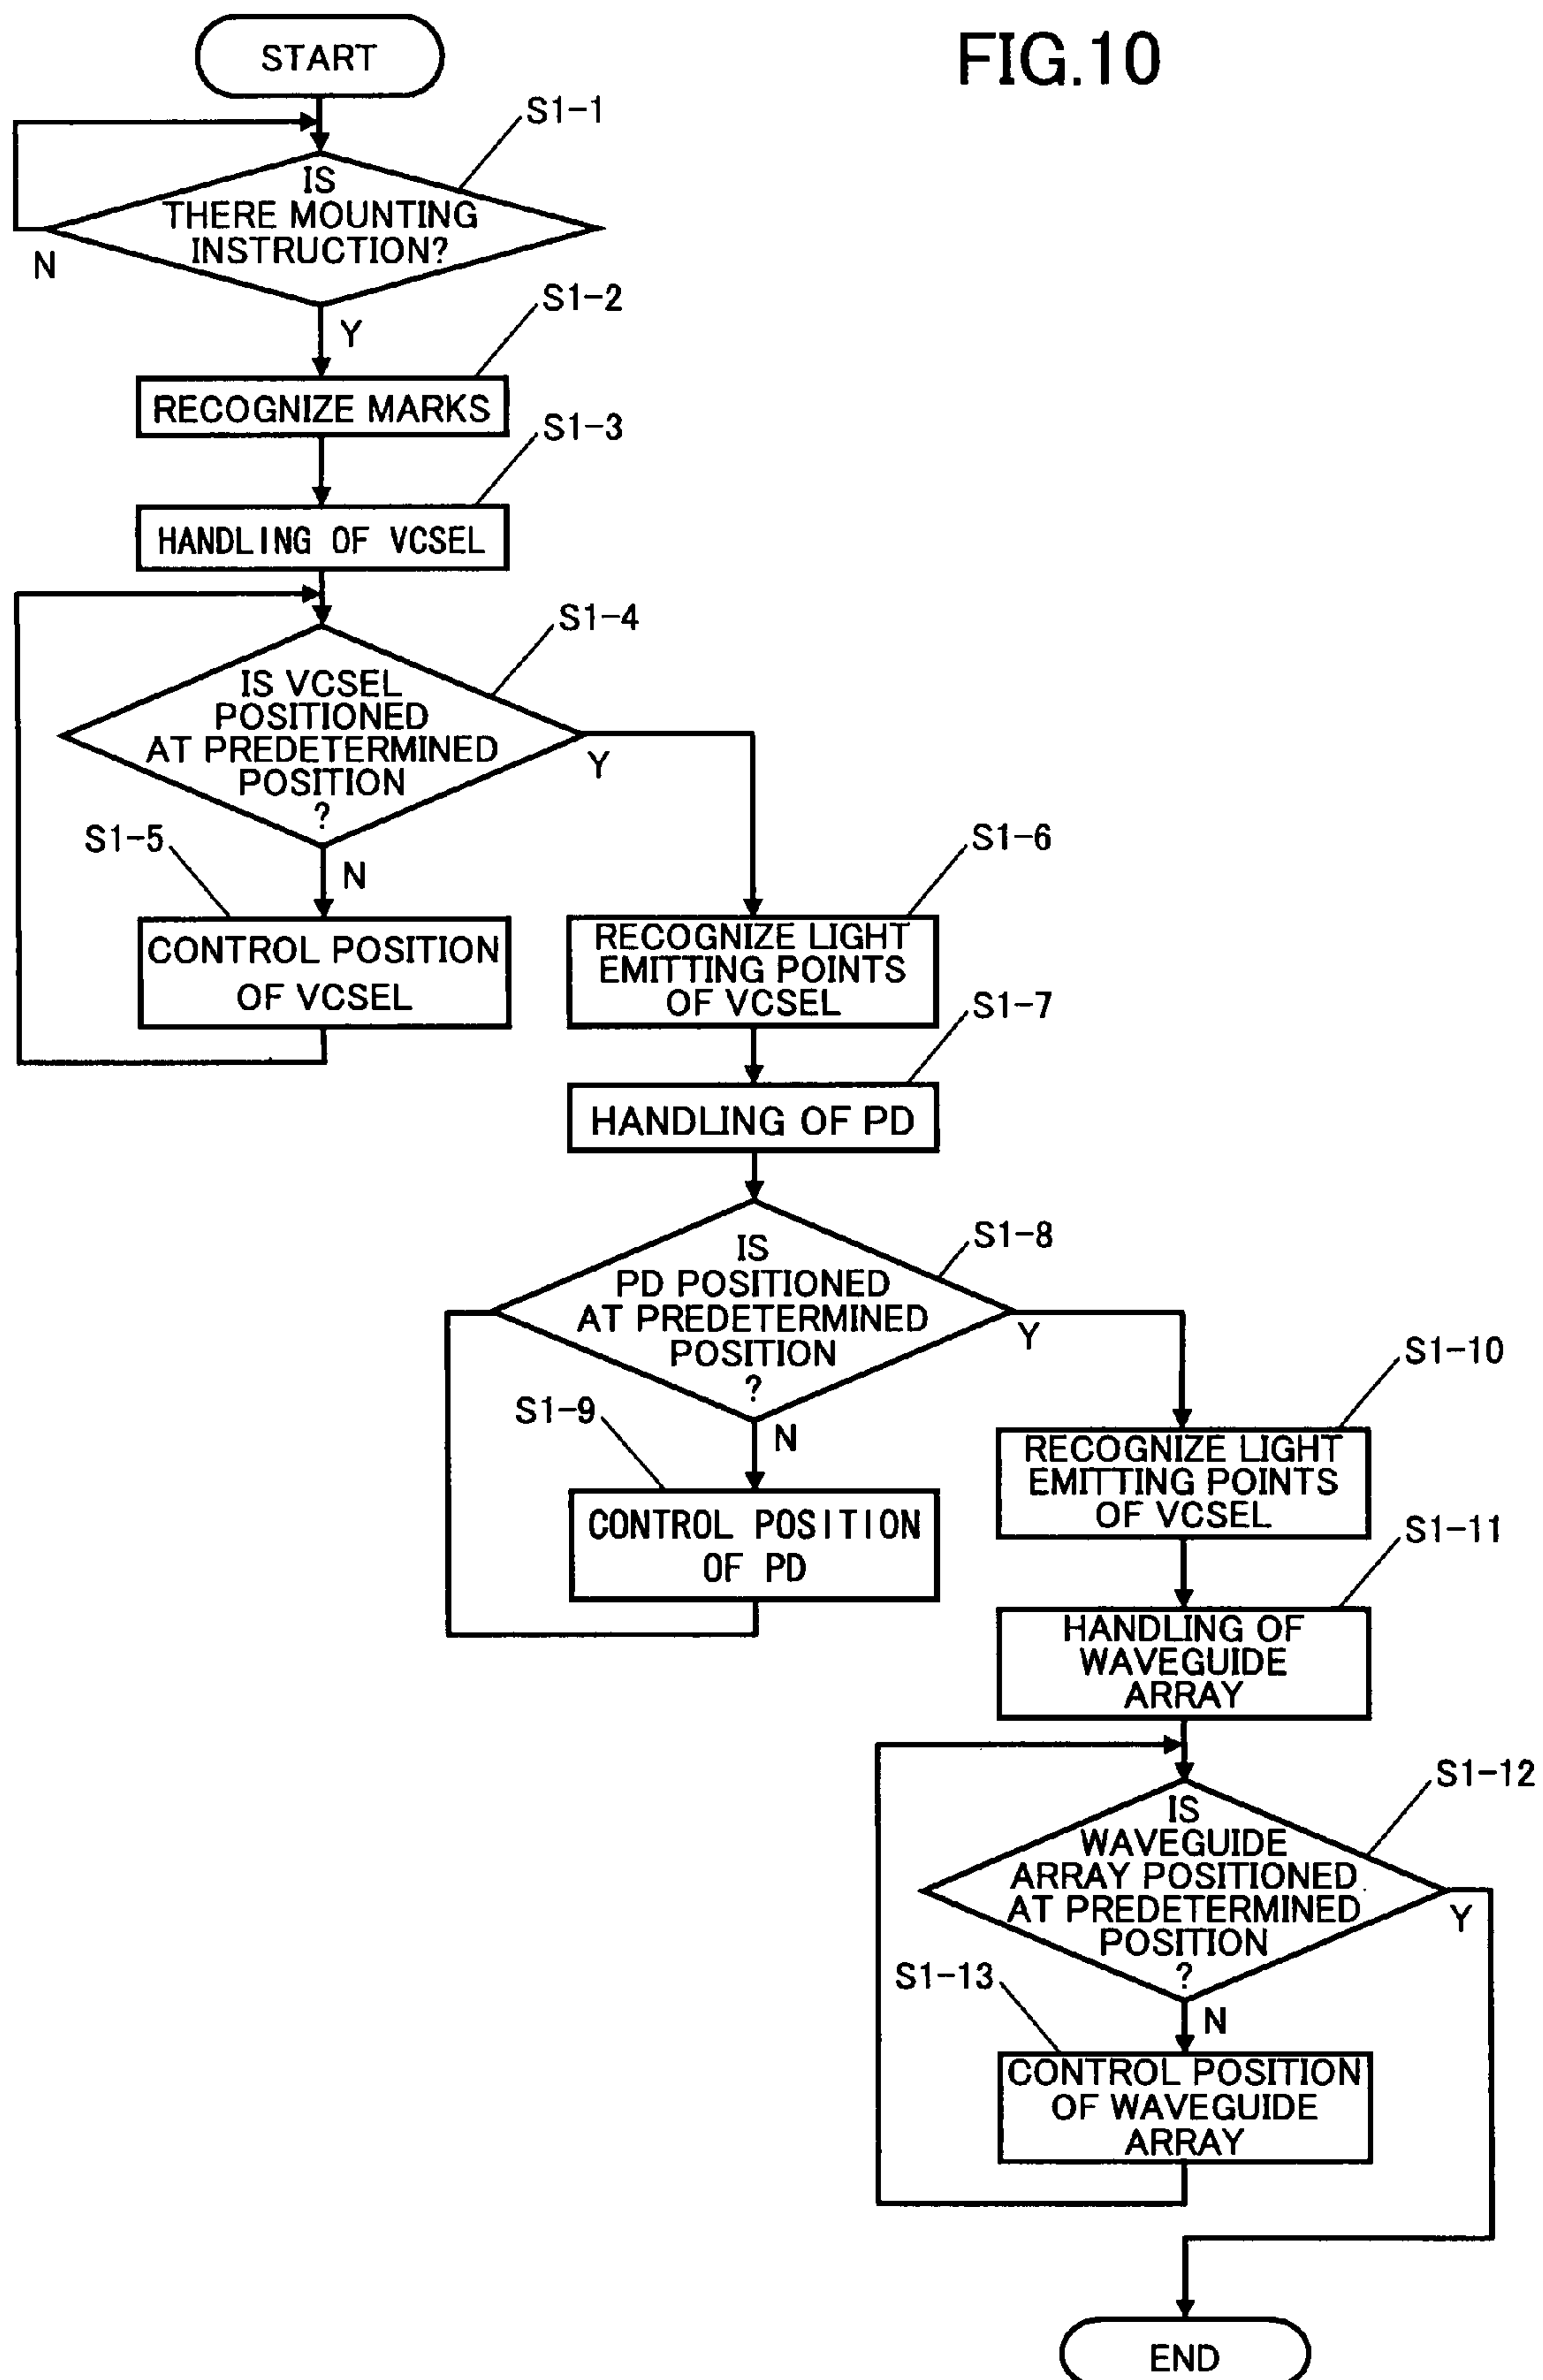 START
FIG.10
S1-1
IS
THERE MOUNTING
INSTRUCTION?
N
Y
S1-2
RECOGNIZE MARKS
S1-3
HANDLING OF VCSEL
S1-4
IS VCSEL
POSITIONED
AT PREDETERMINED
POSITION
?
Y
N
S1-5
CONTROL POSITION
OF VCSEL
S1-6
RECOGNIZE LIGHT
EMITTING POINTS
OF VCSEL
S1-7
HANDLING OF PD
S1-8
IS
PD POSITIONED
AT PREDETERMINED
POSITION
?
Y
N
S1-9
CONTROL POSITION
OF PD
S1-10
RECOGNIZE LIGHT
EMITTING POINTS
OF VCSEL
S1-11
HANDLING OF
WAVEGUIDE
ARRAY
S1-12
IS
WAVEGUIDE
ARRAY POSITIONED
AT PREDETERMINED
POSITION
?
Y
N
S1-13
CONTROL POSITION
OF WAVEGUIDE
ARRAY
END